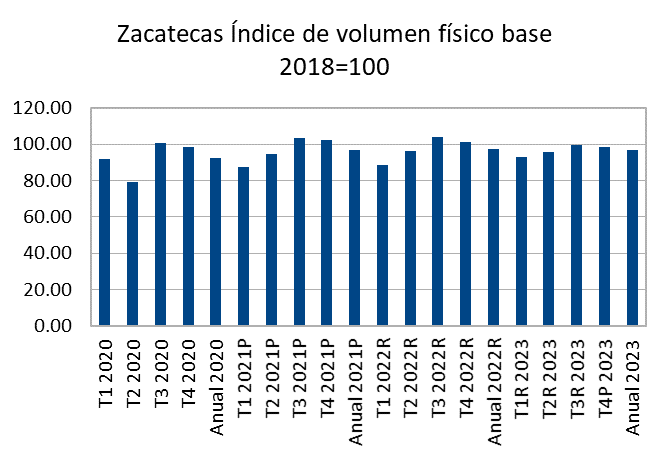 Zacatecas Índice de volumen físico base
2018=100
120.00
100.00
80.00
60.00
40.00
20.00
0.00
T1 2020
T2 2020
T3 2020
T4 2020
Anual 2020
T1 2021P
T2 2021P
T3 2021P
T4 2021P
Anual 2021P
T1 2022R
T2 2022R
T3 2022R
T4 2022R
Anual 2022R
T1R 2023
T2R 2023
T3R 2023
T4P 2023
Anual 2023